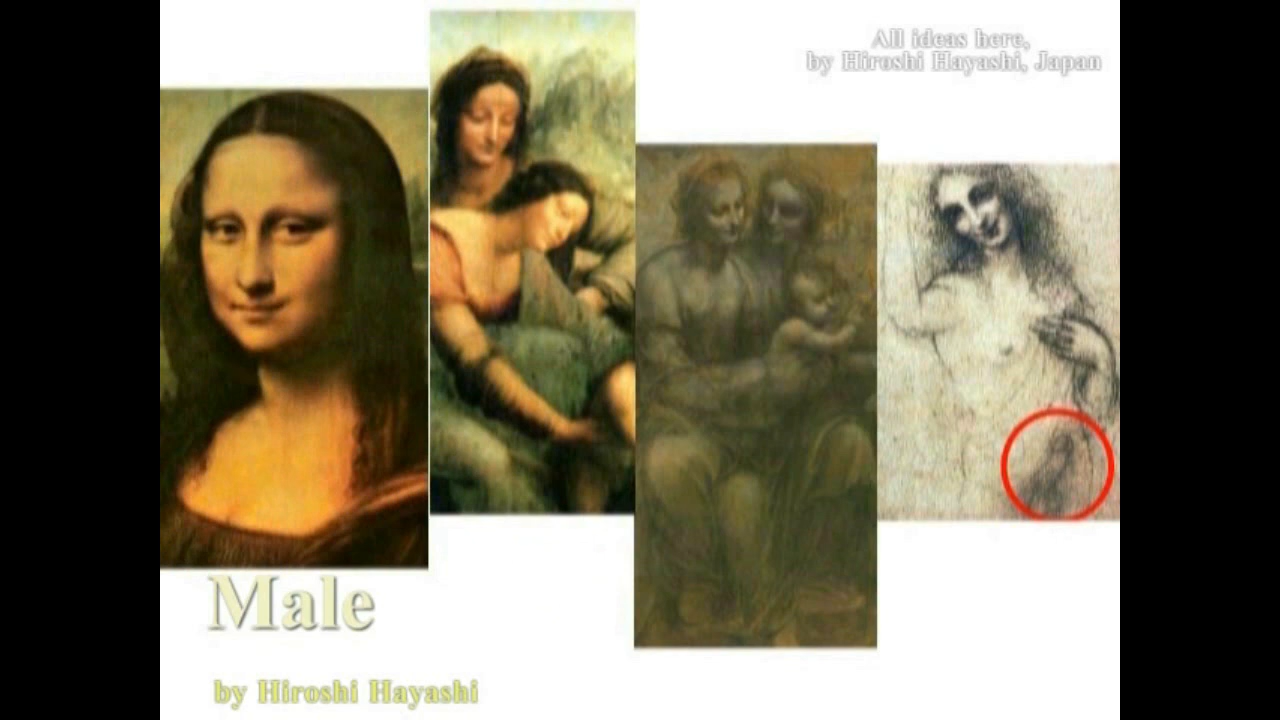 All ideas here,
by Hiroshi Hayashi, Japan
Male
by Hiroshi Hayashi